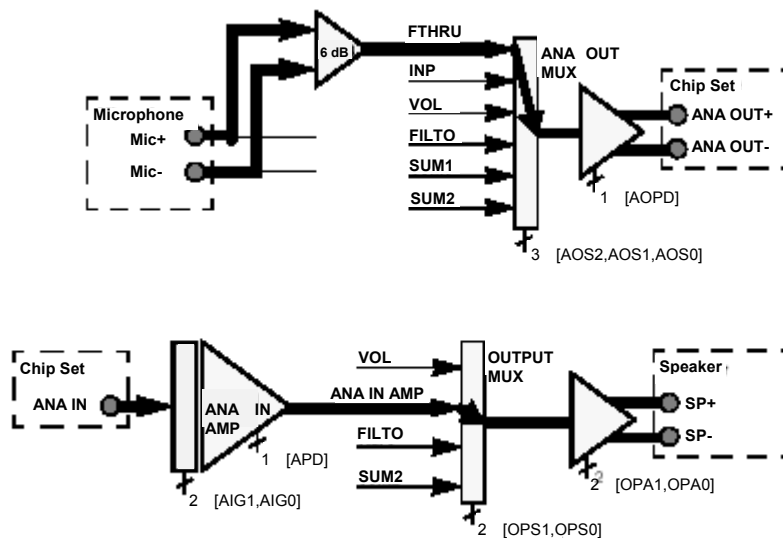 6 dB
FTHRU
INP
VOL
FILTO
SUM1
SUM2
ANA OUT
MUX
Chip Set
ANA OUT+
ANA OUT-
Microphone
Mic+
Mic-
1 [AOPD]
3 [AOS2,AOS1,AOS0]
Chip Set
ANA IN
ANA IN
AMP
1 [APD]
2 [AIG1,AIG0]
VOL
ANA IN AMP
FILTO
SUM2
OUTPUT
MUX
Speaker
SP+
SP-
2 2 [OPA1,OPA0]
2 [OPS1,OPS0]